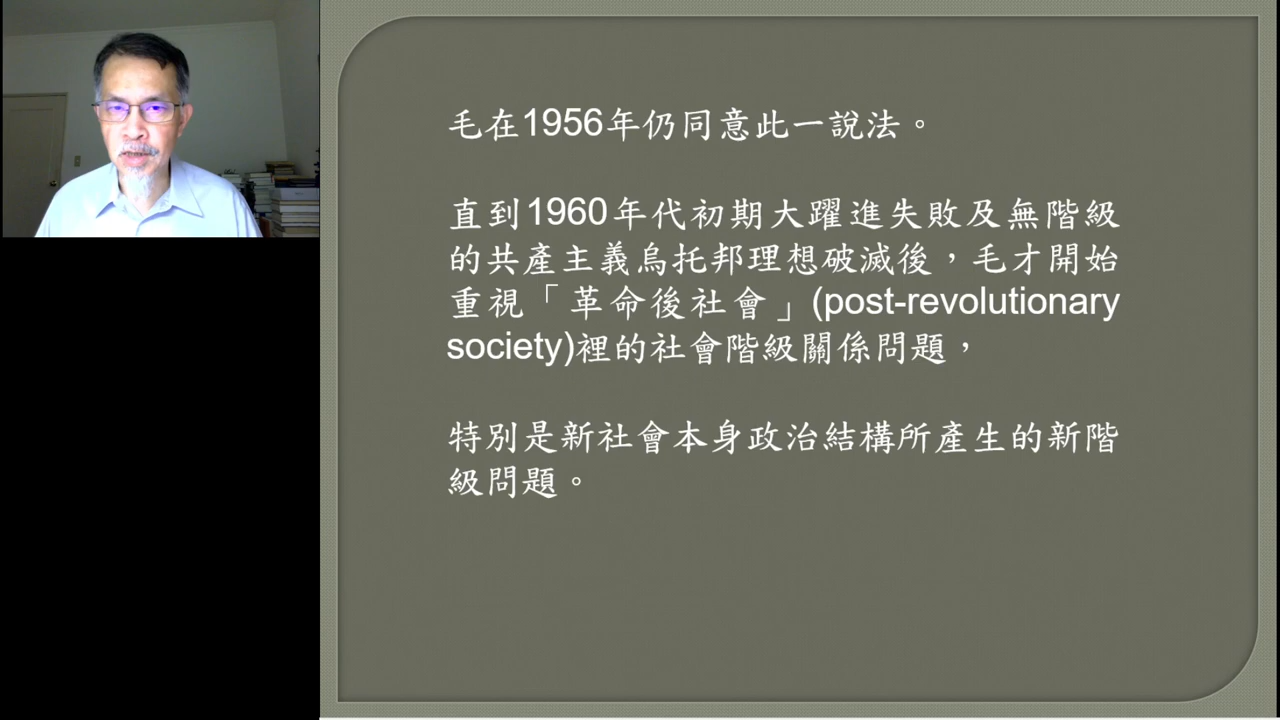 毛在1956年仍同意此一說法。
直到1960年代初期大躍進失敗及無階級
的共產主義烏托邦理想破滅後，毛才開始
重視「革命後社會」(post-revolutionary
society)裡的社會階級關係問題，
特別是新社會本身政治結構所產生的新階
級問題。